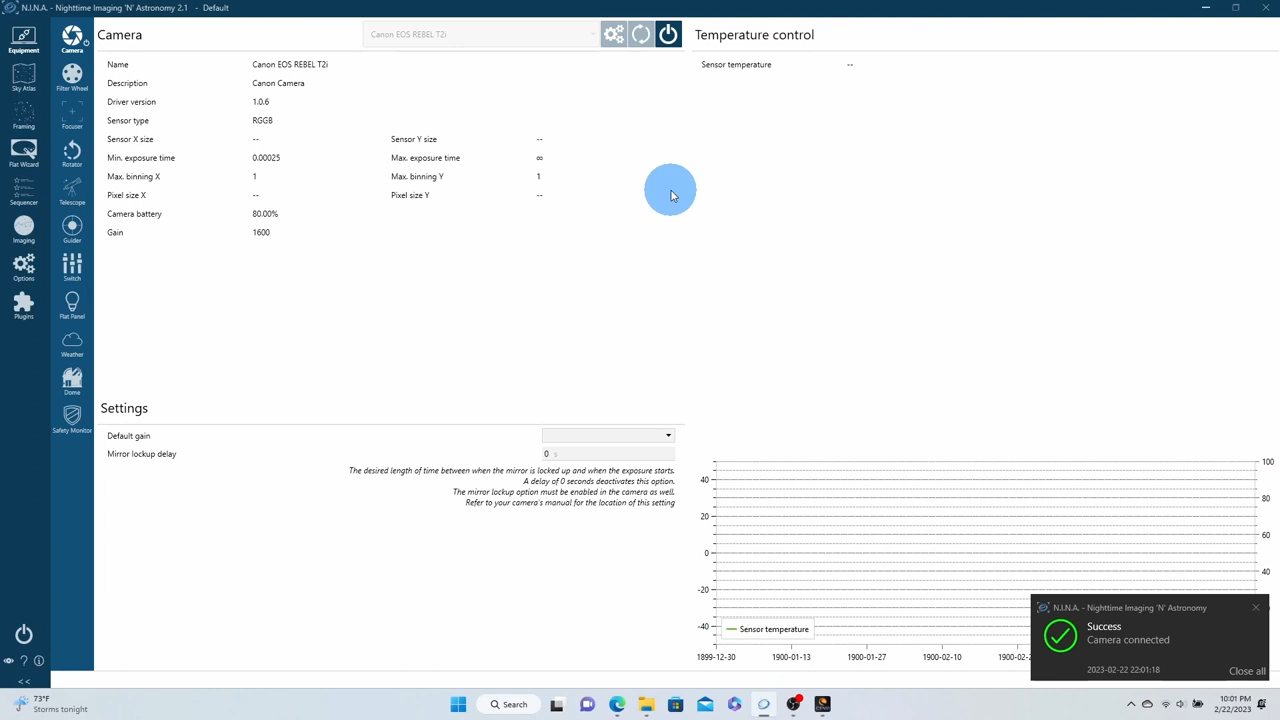 N.I.N.A. - Nighttime Imaging 'N' Astronomy 2.1 - Default
Equipment
Sky Atlas
Framing
Flat Wizard
Sequencer
Imaging
Options
Plugins
<<
Camera
Filter Wheel
Focuser
Rotator
Telescope
Guider
Switch
Flat Panel
Weather
Dome
Safety Monitor
Camera
Canon EOS REBEL T2i
Name Canon EOS REBEL T2i
Description Canon Camera
Driver version 1.0.6
Sensor type RGGB
Sensor X size -- Sensor Y size --
Min. exposure time 0.00025 Max. exposure time ∞
Max. binning X 1 Max. binning Y 1
Pixel size X -- Pixel size Y --
Camera battery 80.00%
Gain 1600
Settings
Default gain
Mirror lockup delay 0 s
The desired length of time between when the mirror is locked up and when the exposure starts.
A delay of 0 seconds deactivates this option.
The mirror lockup option must be enabled in the camera as well.
Refer to your camera's manual for the location of this setting
Temperature control
Sensor temperature --
100
40
80
20
60
0
40
-20
-40
Sensor temperature
1899-12-30 1900-01-13 1900-01-27 1900-02-10
N.I.N.A. - Nighttime Imaging 'N' Astronomy
Success
Camera connected
2023-02-22 22:01:18 Close all
73°F
Storms tonight
Search
10:01 PM
2/22/2023